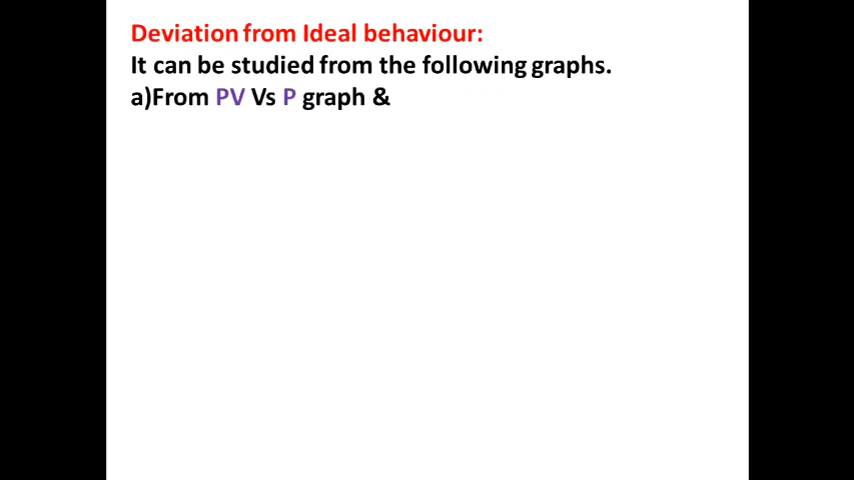 Deviation from Ideal behaviour:
It can be studied from the following graphs.
a)From PV Vs P graph &